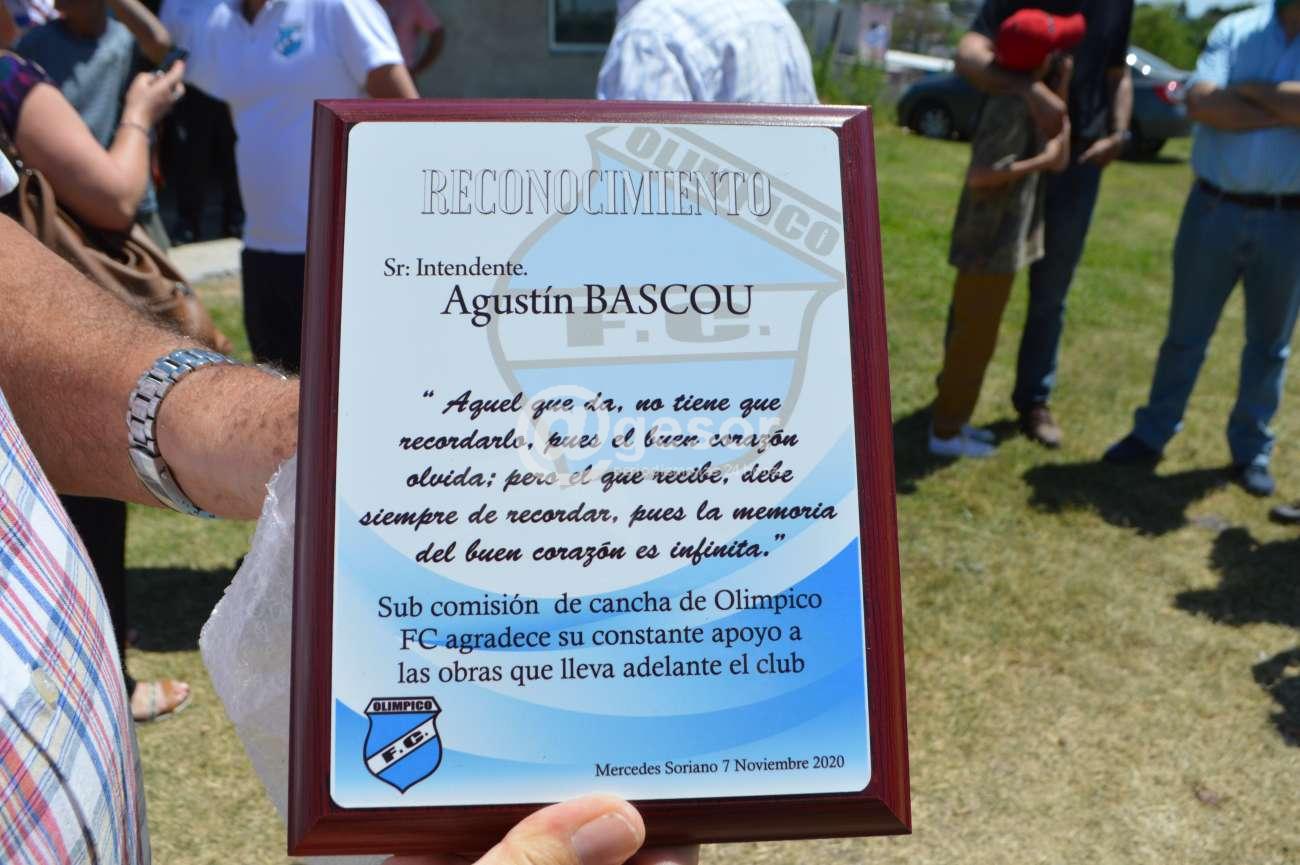 RECONOCIMIENTO
OLIMPICO
Sr: Intendente.
Agustín BASCOU
F.C.
“ Aquel que da, no tiene que
recordarlo, pues el buen corazón
olvida; pero el que recibe, debe
siempre de recordar, pues la memoria
del buen corazón es infinita.”
@gesor
Sub comisión de cancha de Olimpico
FC agradece su constante apoyo a
las obras que lleva adelante el club
OLIMPICO
F.C.
Mercedes Soriano 7 Noviembre 2020